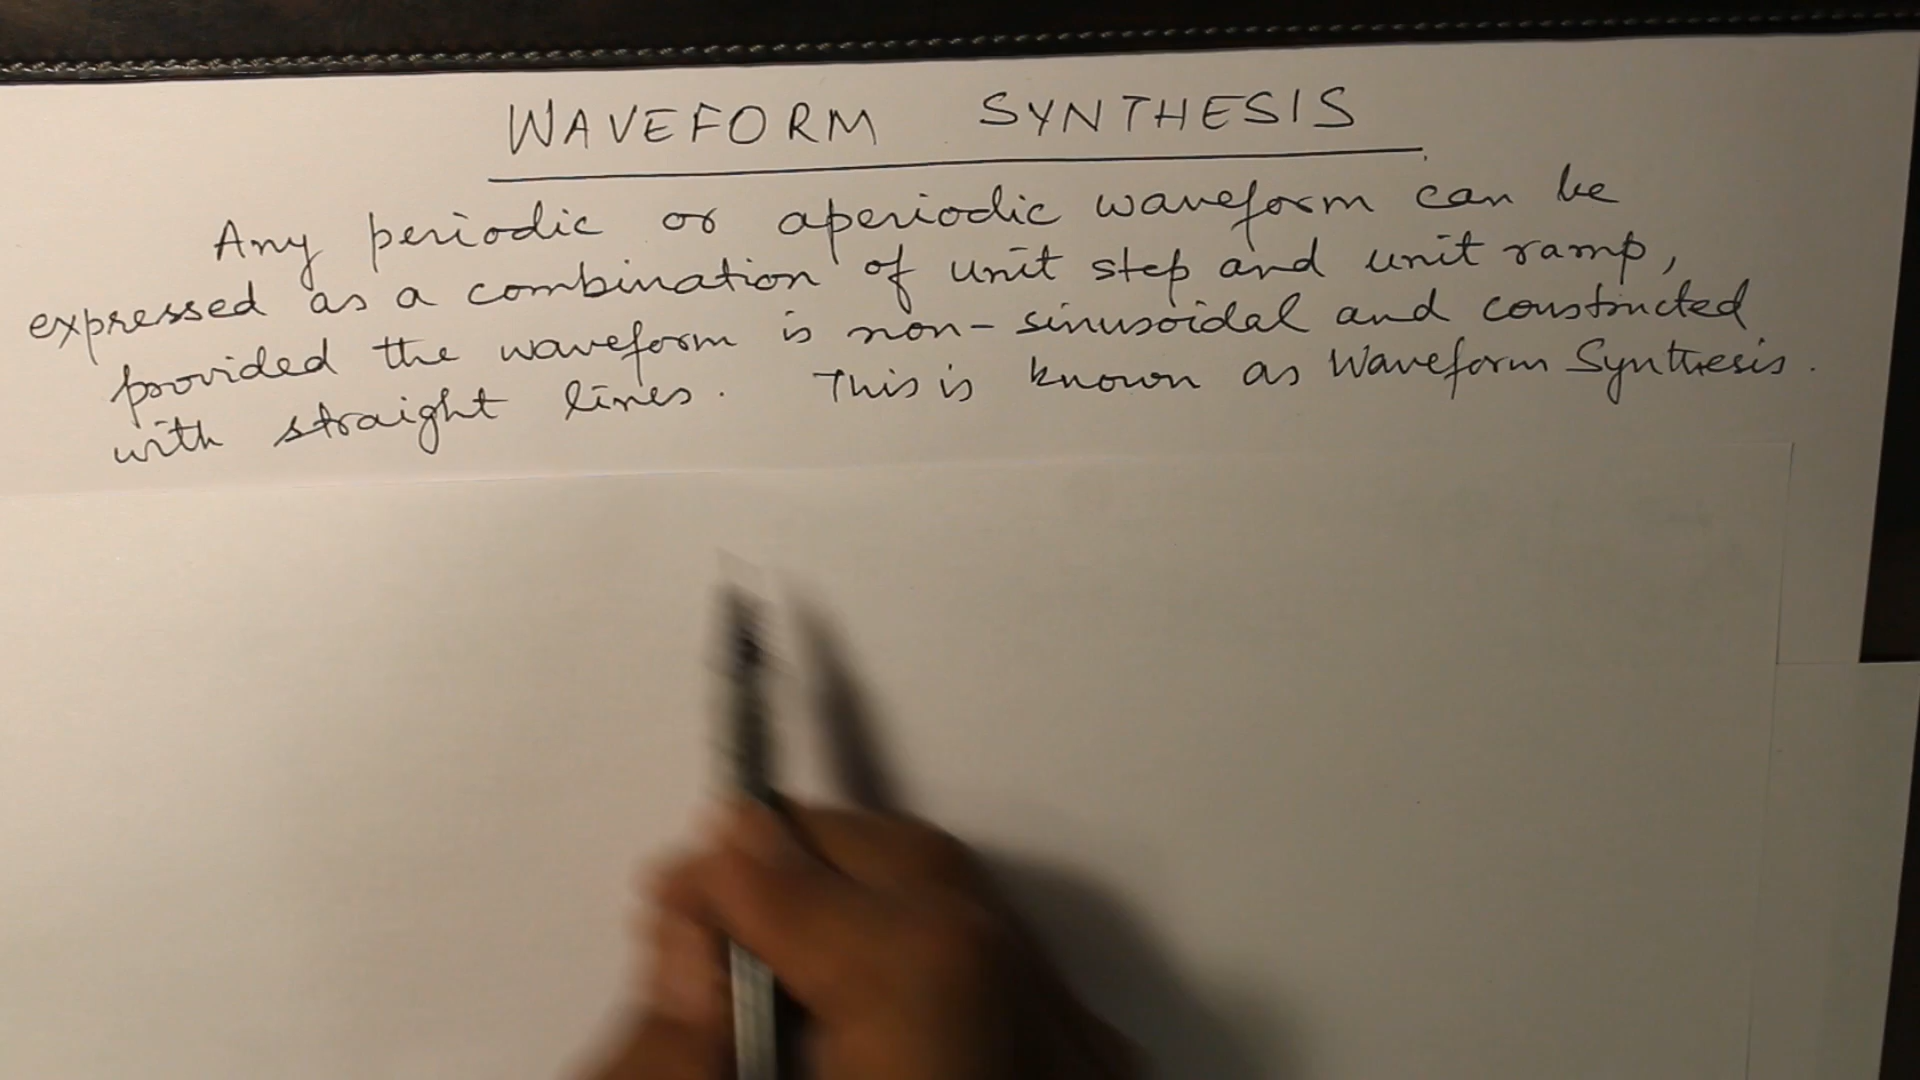 WAVEFORM SYNTHESIS
Any periodic or aperiodic waveform can be
expressed as a combination of unit step and unit ramp,
provided the waveform is non-sinusoidal and constructed
with straight lines. This is known as Waveform Synthesis.